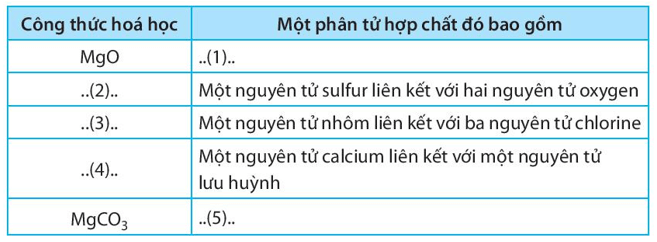 Công thức hoá học
Một phân tử hợp chất đó bao gồm
MgO
..(1)..
..(2)..
Một nguyên tử sulfur liên kết với hai nguyên tử oxygen
..(3)..
Một nguyên tử nhôm liên kết với ba nguyên tử chlorine
..(4)..
Một nguyên tử calcium liên kết với một nguyên tử
lưu huỳnh
MgCO₃
..(5)..